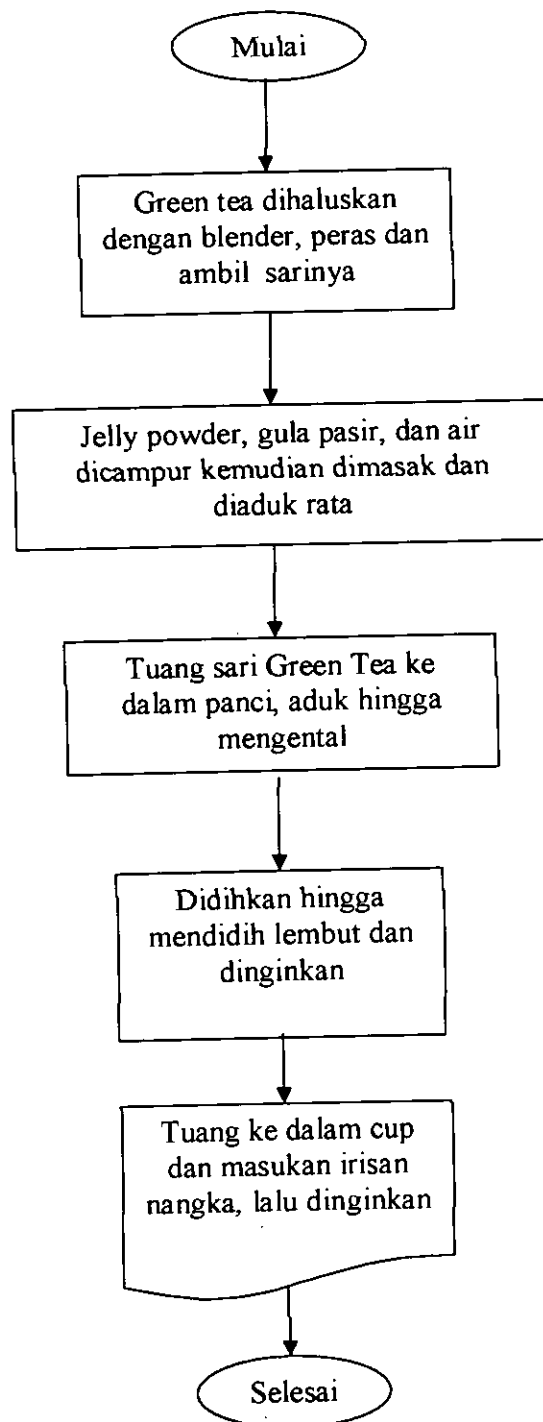 Mulai
Green tea dihaluskan
dengan blender, peras dan
ambil sarinya
Jelly powder, gula pasir, dan air
dicampur kemudian dimasak dan
diaduk rata
Tuang sari Green Tea ke
dalam panci, aduk hingga
mengental
Didihkan hingga
mendidih lembut dan
dinginkan
Tuang ke dalam cup
dan masukan irisan
nangka, lalu dinginkan
Selesai